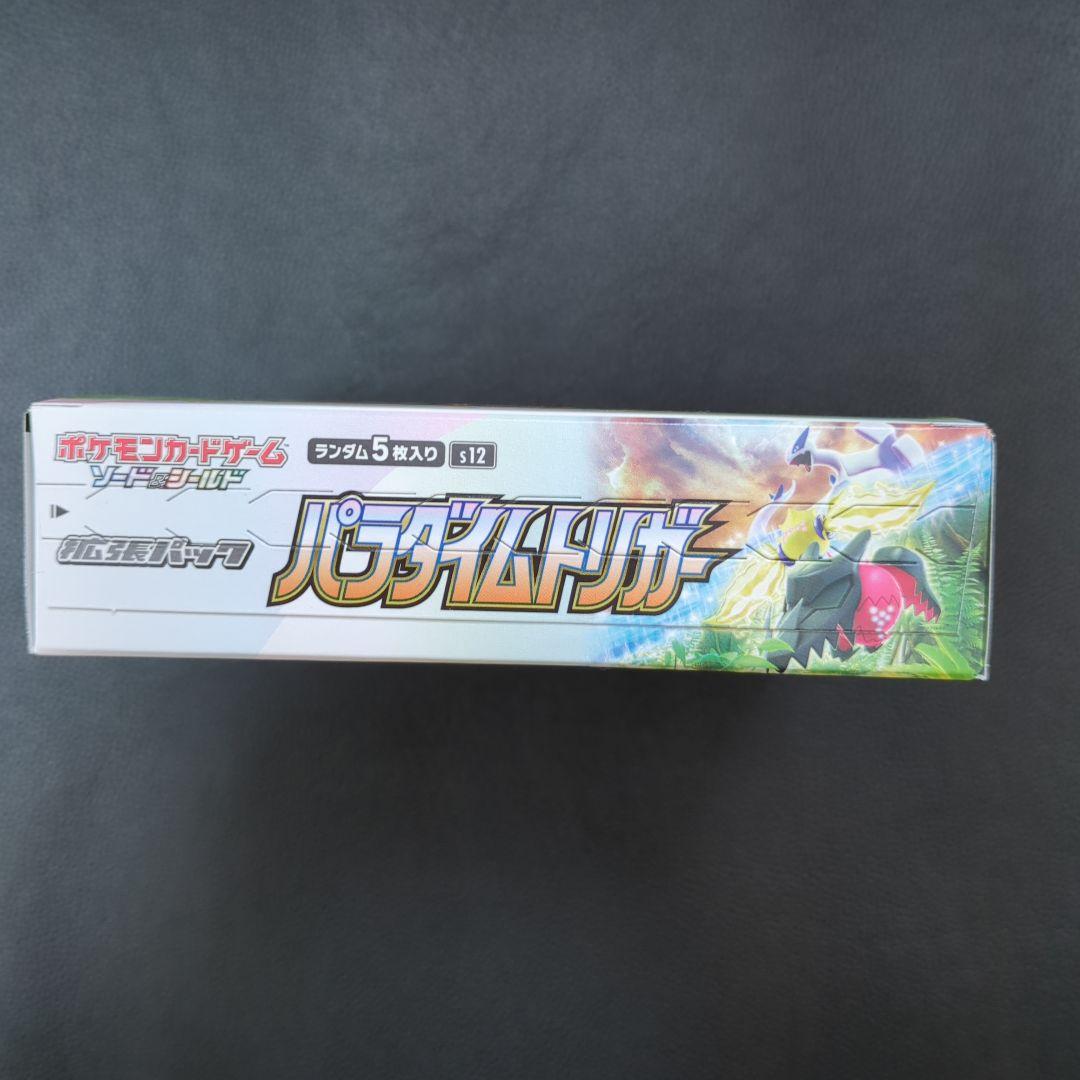 ポケモンカードゲーム
ソード&シールド
ランダム5枚入り s12
拡張パック
パラダイムトリガー